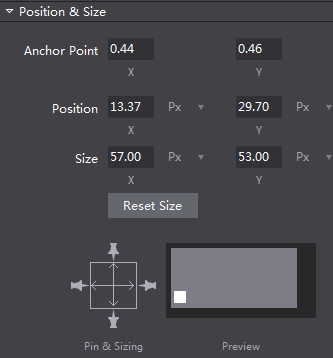 Position & Size
Anchor Point 0.44 0.46
X Y
Position 13.37 Px 29.70 Px
X Y
Size 57.00 Px 53.00 Px
X Y
Reset Size
Pin & Sizing Preview